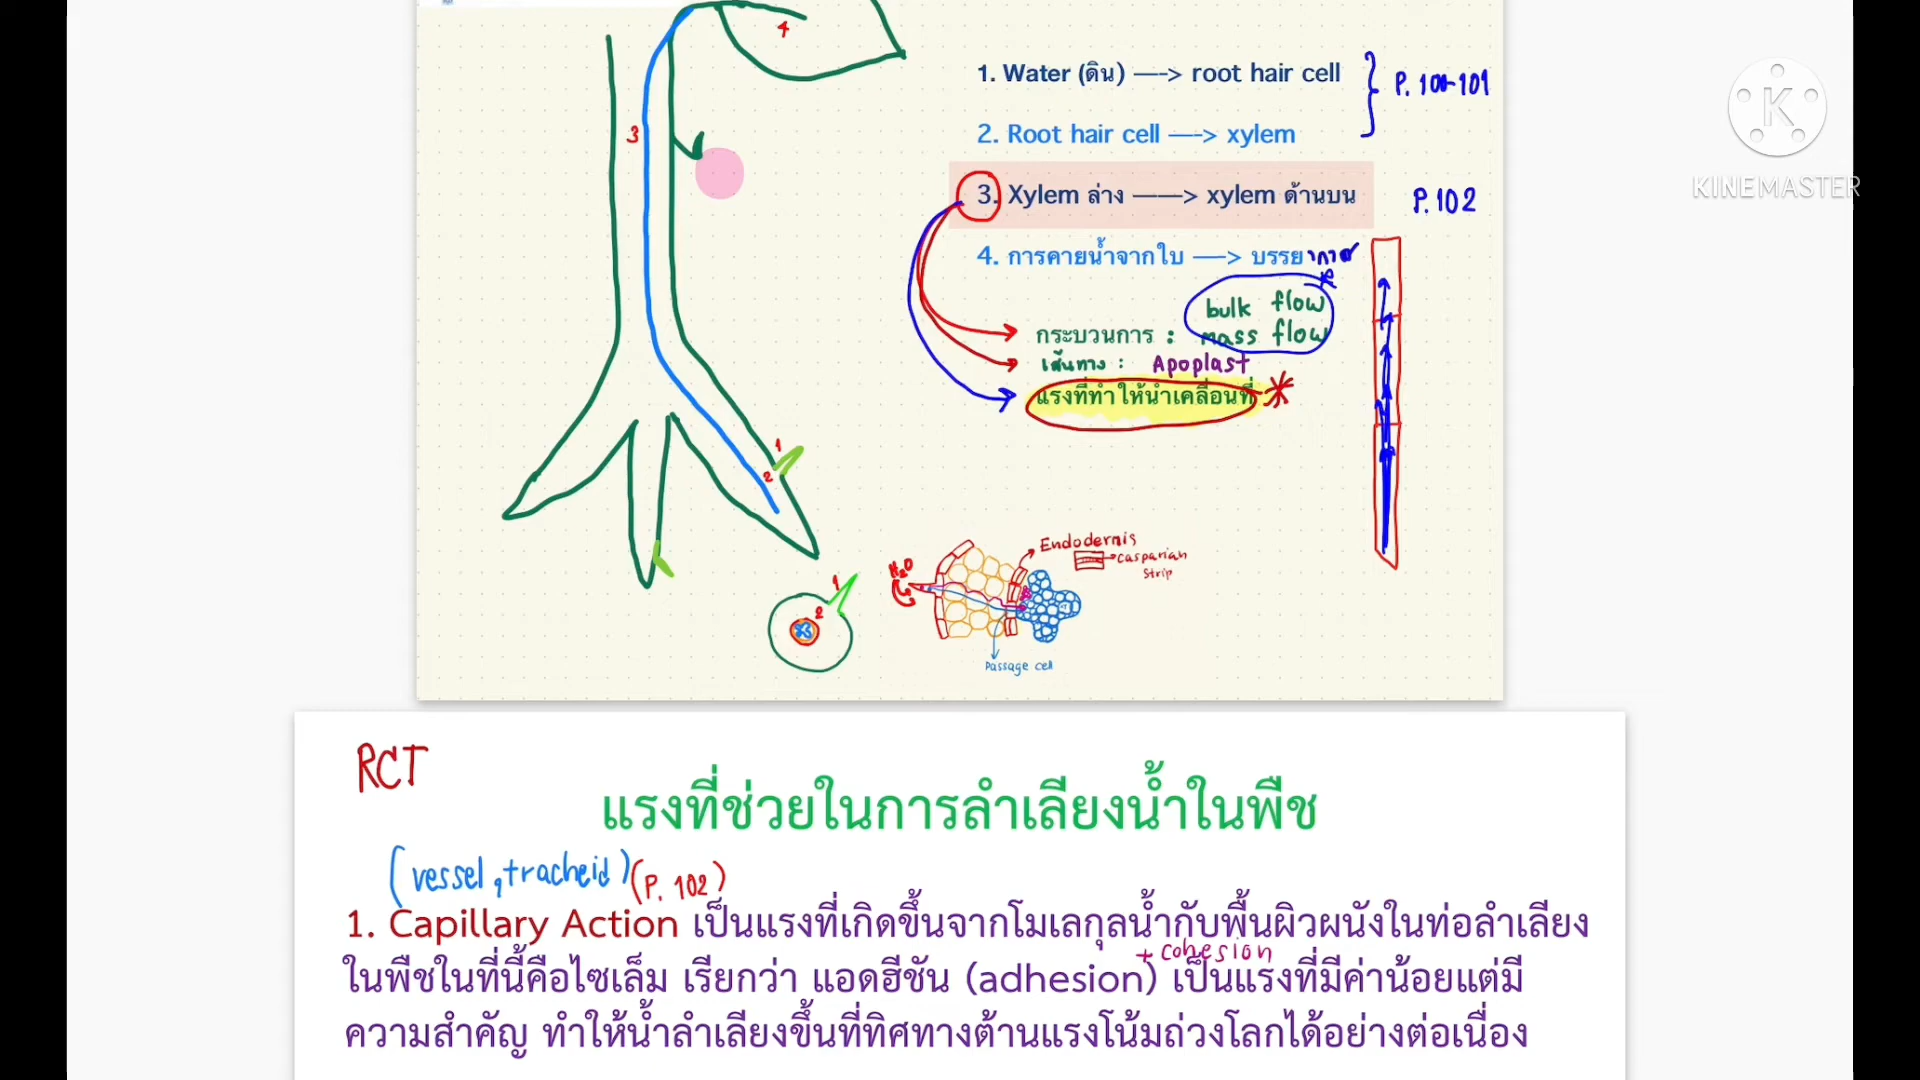 4
1. Water (ดิน) —-> root hair cell
P. 100-101
3
2. Root hair cell —-> xylem
KINEMASTER
3. Xylem ล่าง ——> xylem ด้านบน
P.102
4. การคายน้ำจากใบ —-> บรรยากาศ
bulk flow
กระบวนการ : mass flow
เส้นทาง : Apoplast
แรงที่ทำให้น้ำเคลื่อนที่
1
2
Endodermis
casparian
strip
H2O
1
2
Passage cell
RCT
แรงที่ช่วยในการลำเลียงน้ำในพืช
(vessel, tracheid) (P. 102)
1. Capillary Action เป็นแรงที่เกิดขึ้นจากโมเลกุลน้ำกับพื้นผิวผนังในท่อลำเลียง
+ cohesion
ในพืชในที่นี้คือไซเล็ม เรียกว่า แอดฮีชัน (adhesion) เป็นแรงที่มีค่าน้อยแต่มี
ความสำคัญ ทำให้น้ำลำเลียงขึ้นที่ทิศทางต้านแรงโน้มถ่วงโลกได้อย่างต่อเนื่อง